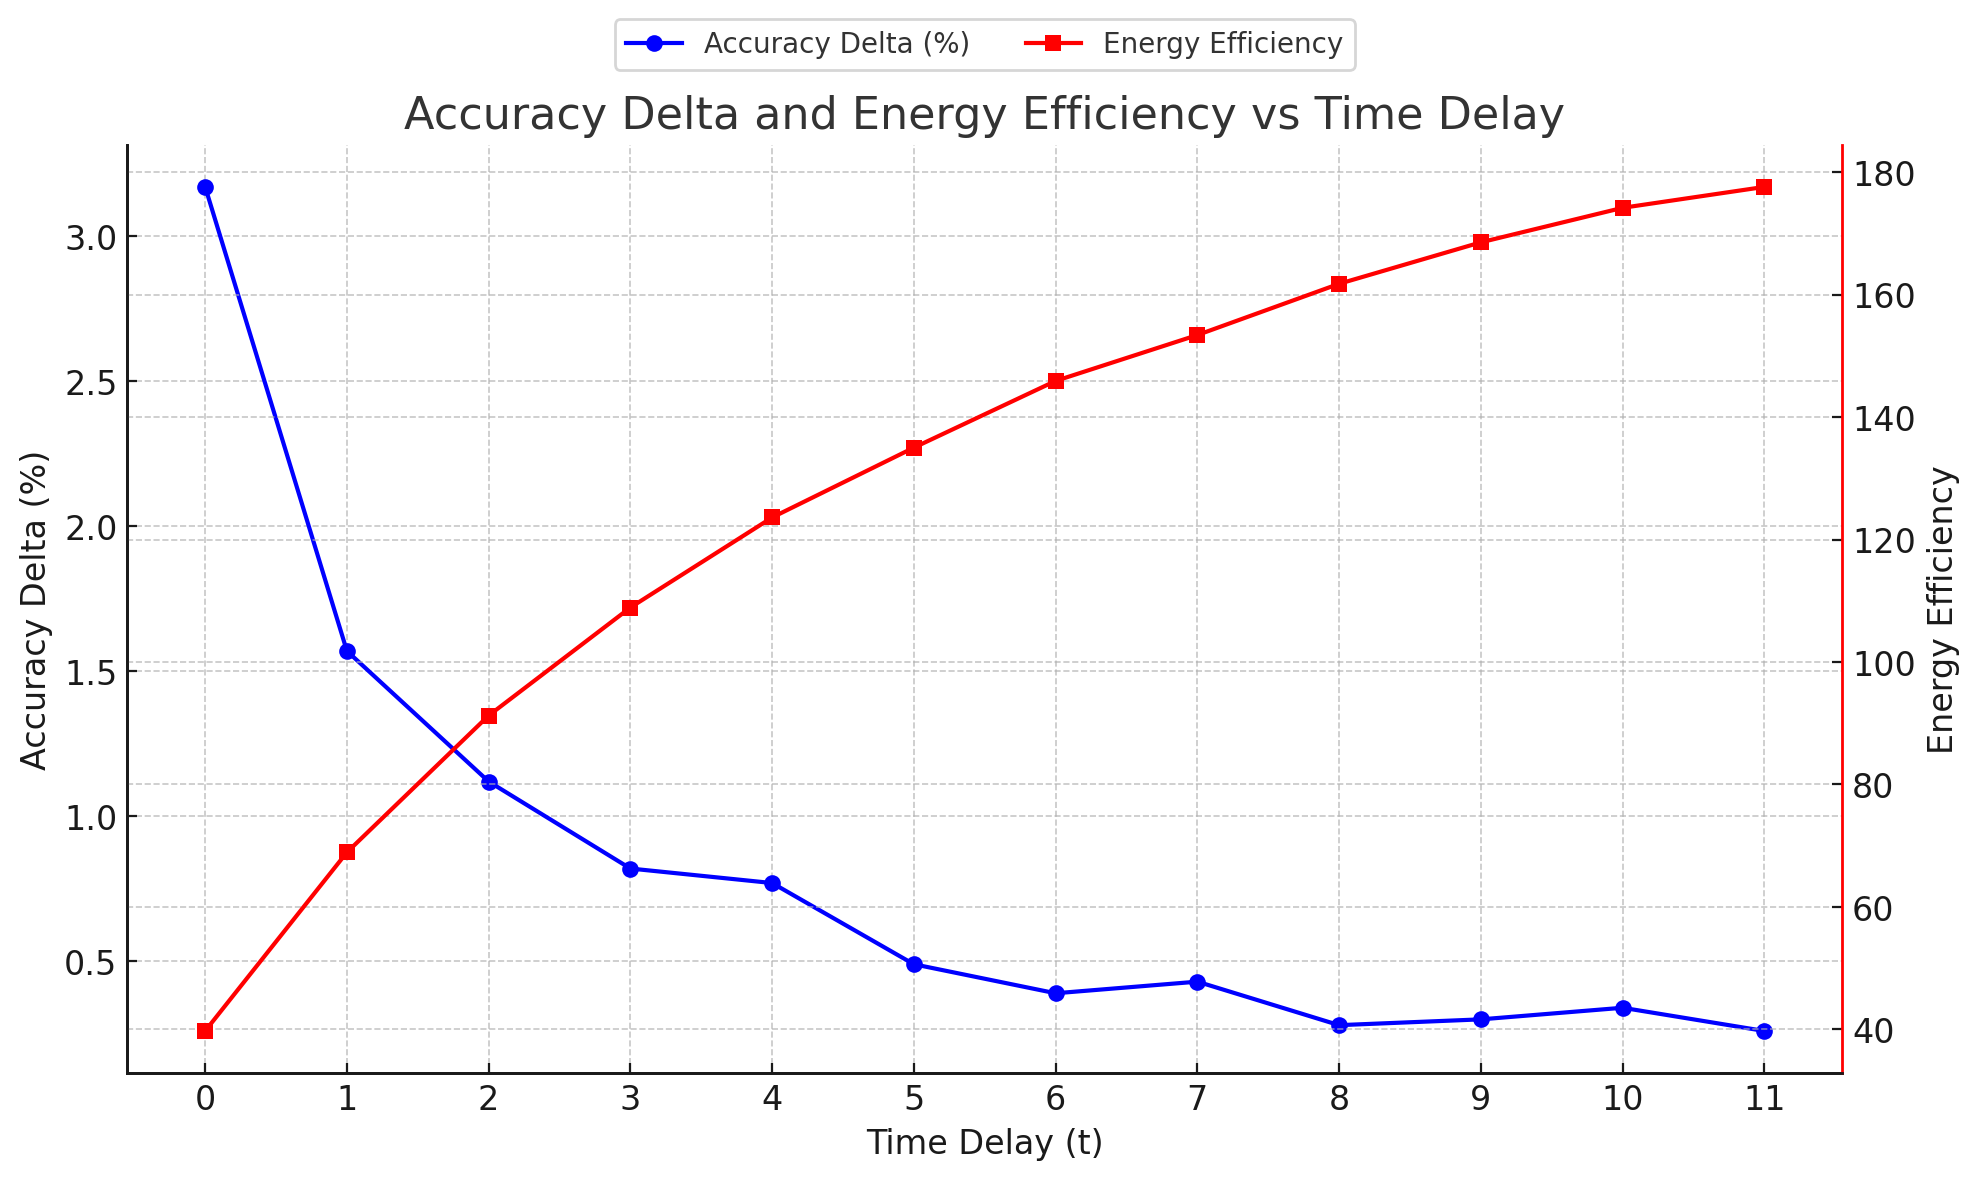 Accuracy Delta (%)
Energy Efficiency
Accuracy Delta and Energy Efficiency vs Time Delay
Accuracy Delta (%)
3.0
2.5
2.0
1.5
1.0
0.5
180
160
140
120
100
80
60
40
Energy Efficiency
0 1 2 3 4 5 6 7 8 9 10 11
Time Delay (t)